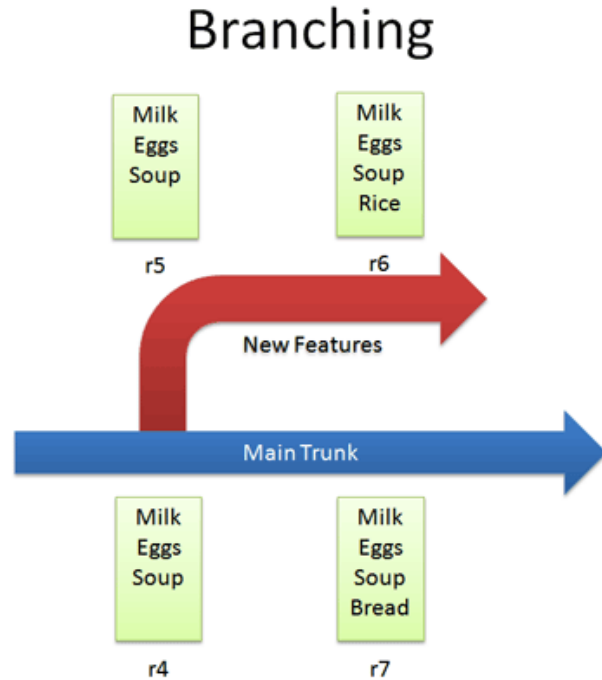 Branching
Milk
Eggs
Soup
r5
Milk
Eggs
Soup
Rice
r6
New Features
Main Trunk
Milk
Eggs
Soup
r4
Milk
Eggs
Soup
Bread
r7